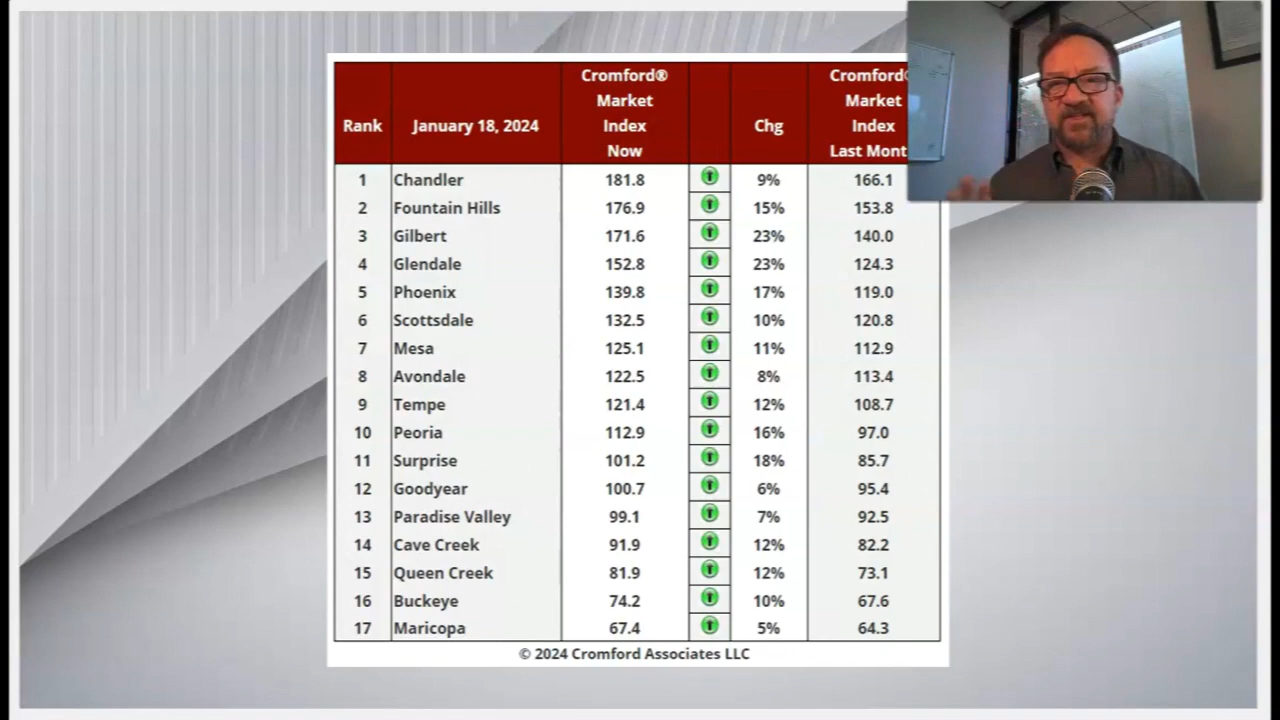 Rank January 18, 2024 Cromford® Market Index Now Chg Cromford® Market Index Last Mont
1 Chandler 181.8 9% 166.1
2 Fountain Hills 176.9 15% 153.8
3 Gilbert 171.6 23% 140.0
4 Glendale 152.8 23% 124.3
5 Phoenix 139.8 17% 119.0
6 Scottsdale 132.5 10% 120.8
7 Mesa 125.1 11% 112.9
8 Avondale 122.5 8% 113.4
9 Tempe 121.4 12% 108.7
10 Peoria 112.9 16% 97.0
11 Surprise 101.2 18% 85.7
12 Goodyear 100.7 6% 95.4
13 Paradise Valley 99.1 7% 92.5
14 Cave Creek 91.9 12% 82.2
15 Queen Creek 81.9 12% 73.1
16 Buckeye 74.2 10% 67.6
17 Maricopa 67.4 5% 64.3
© 2024 Cromford Associates LLC